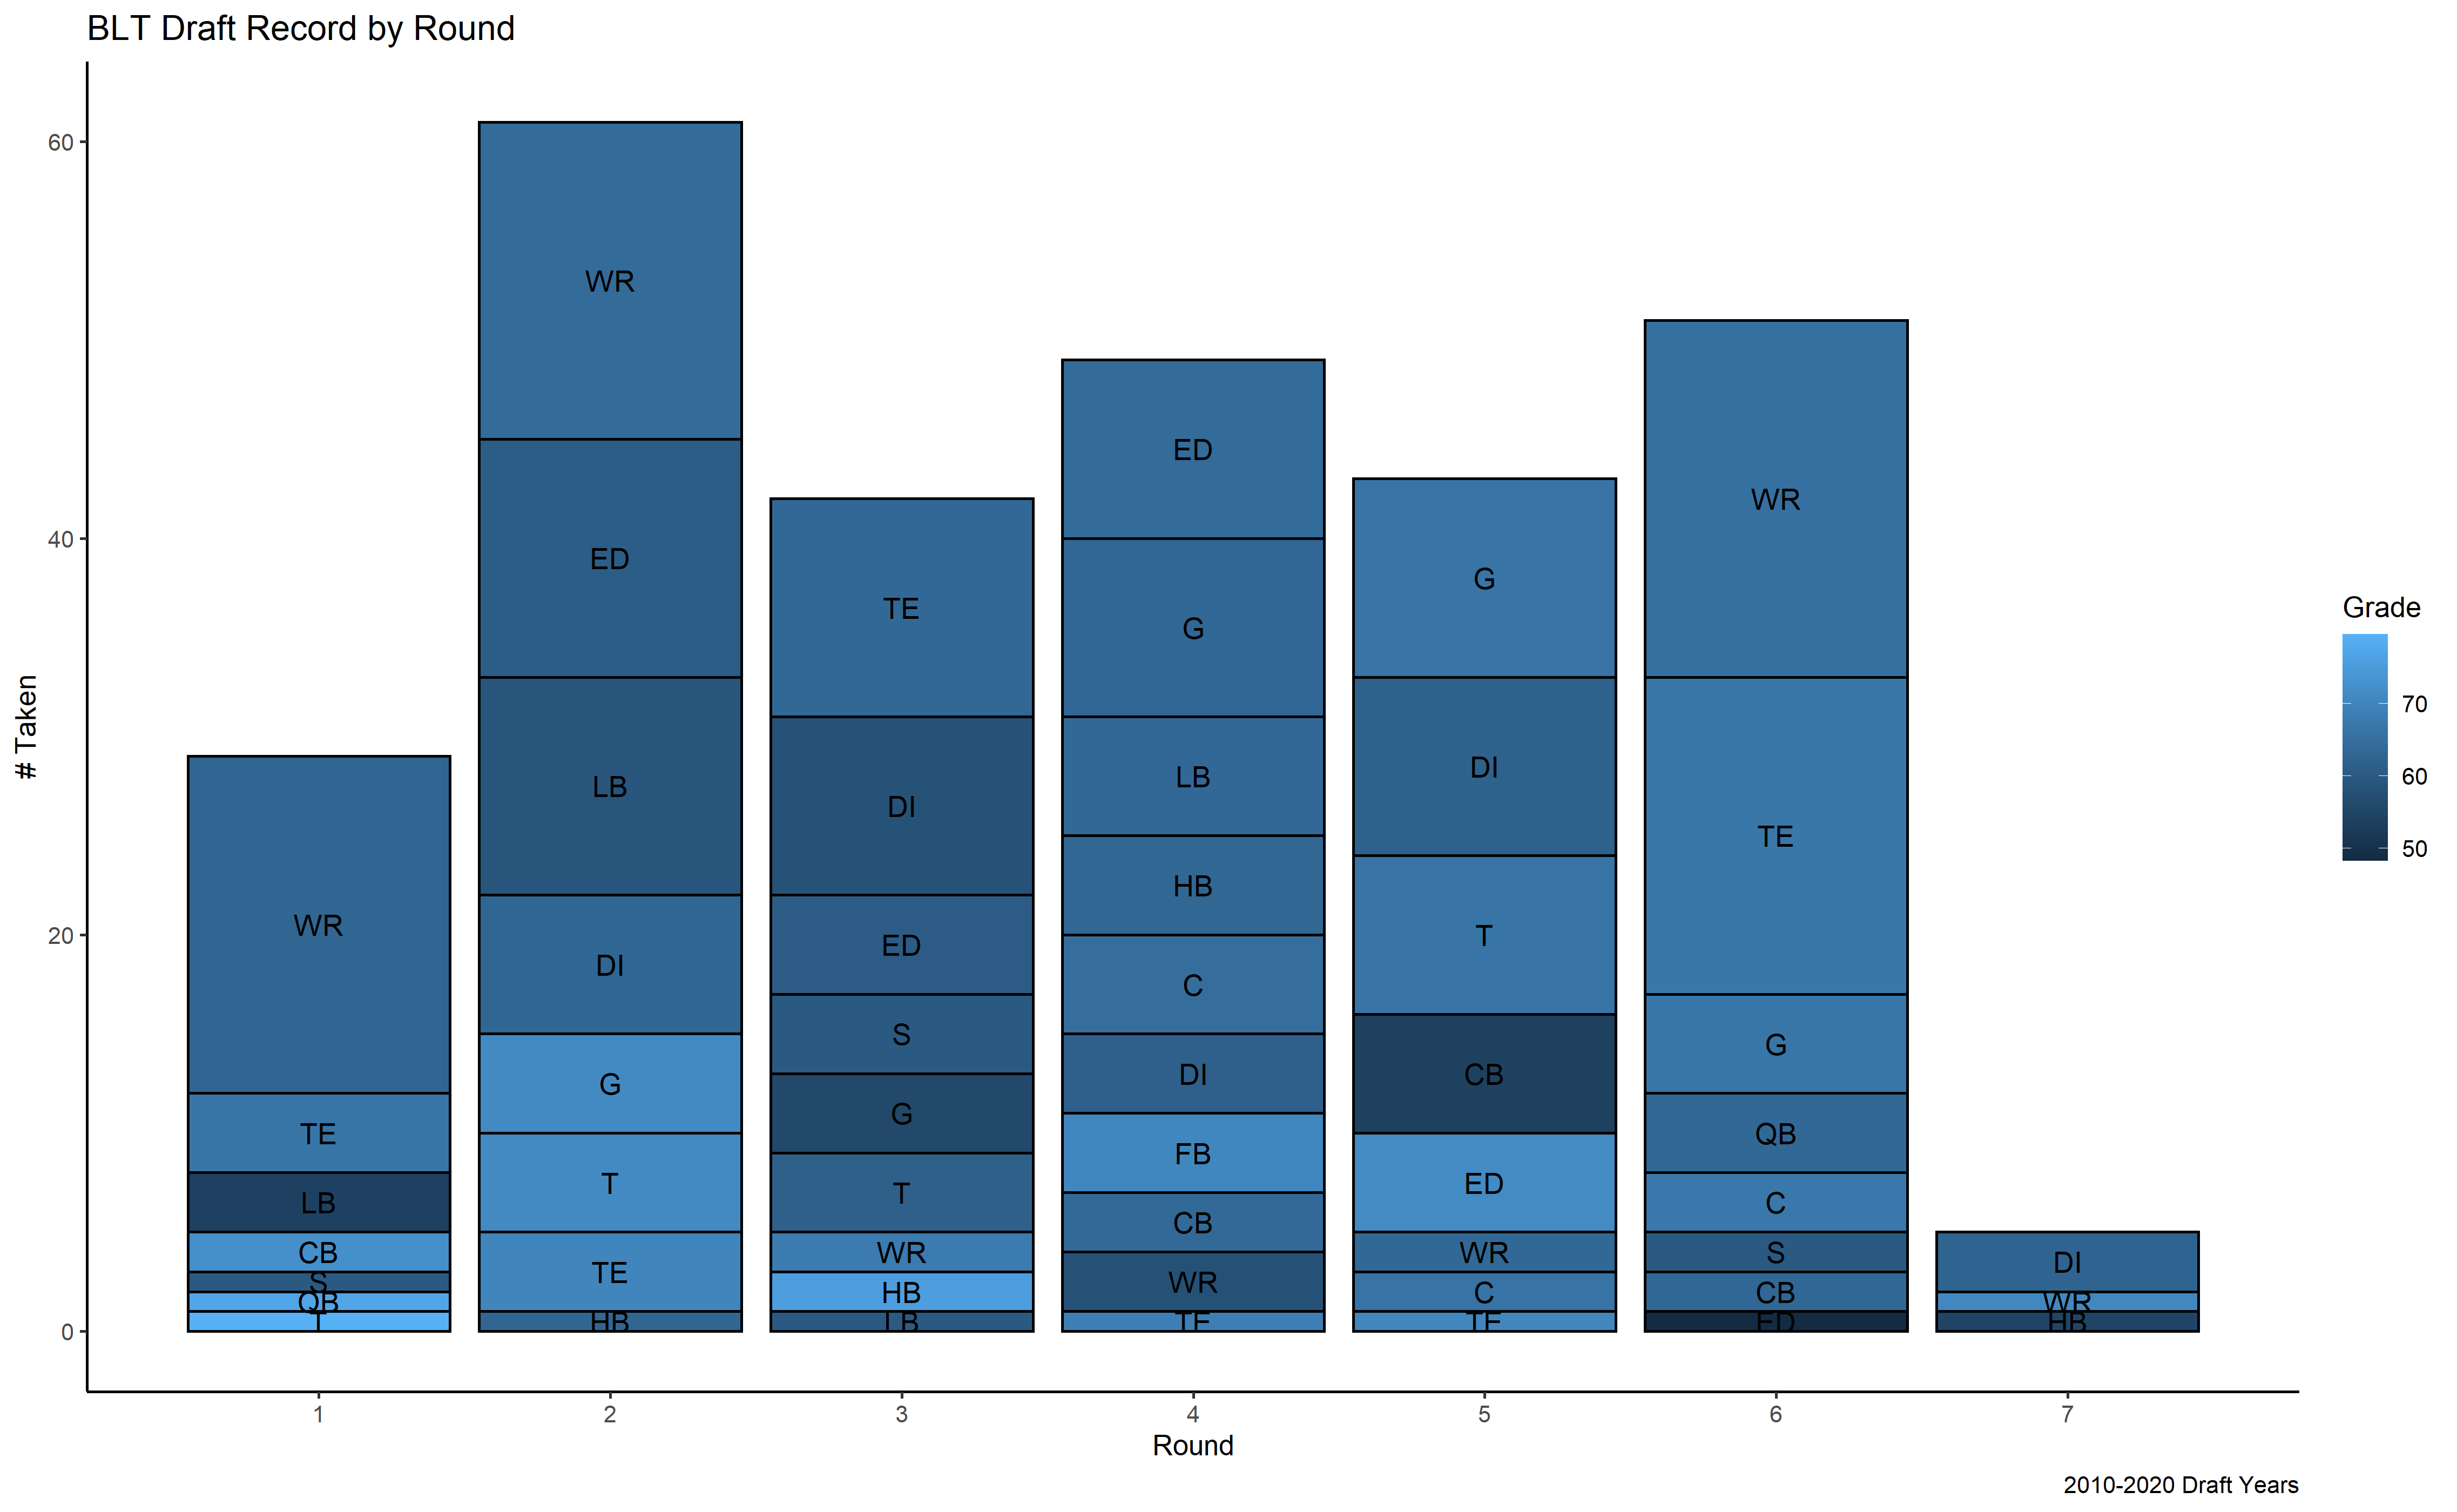 BLT Draft Record by Round
# Taken
60
40
20
0
WR
TE
LB
CB
S
QB
T
WR
ED
LB
DI
G
T
TE
HB
TE
DI
ED
S
G
T
WR
HB
LB
ED
G
LB
HB
C
DI
FB
CB
WR
TE
G
DI
T
CB
ED
WR
C
TE
WR
TE
G
QB
C
S
CB
ED
DI
WR
HB
1 2 3 4 5 6 7
Round
Grade
70
60
50
2010-2020 Draft Years